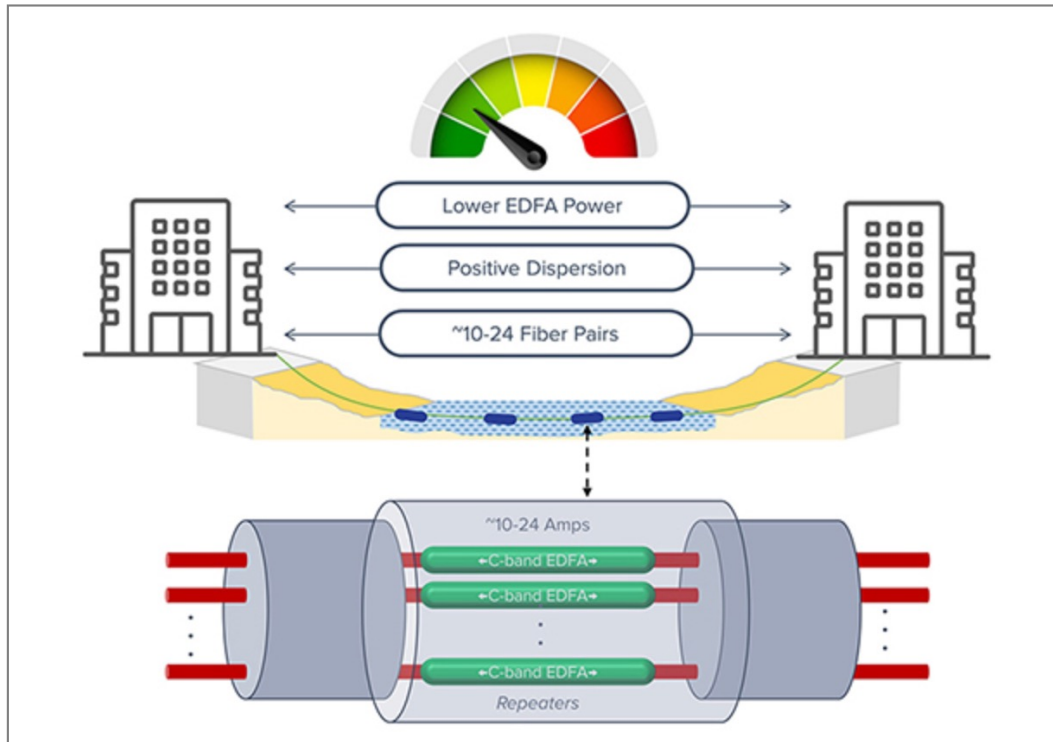 Lower EDFA Power
Positive Dispersion
~10-24 Fiber Pairs
~10-24 Amps
←C-band EDFA→
←C-band EDFA→
←C-band EDFA→
Repeaters